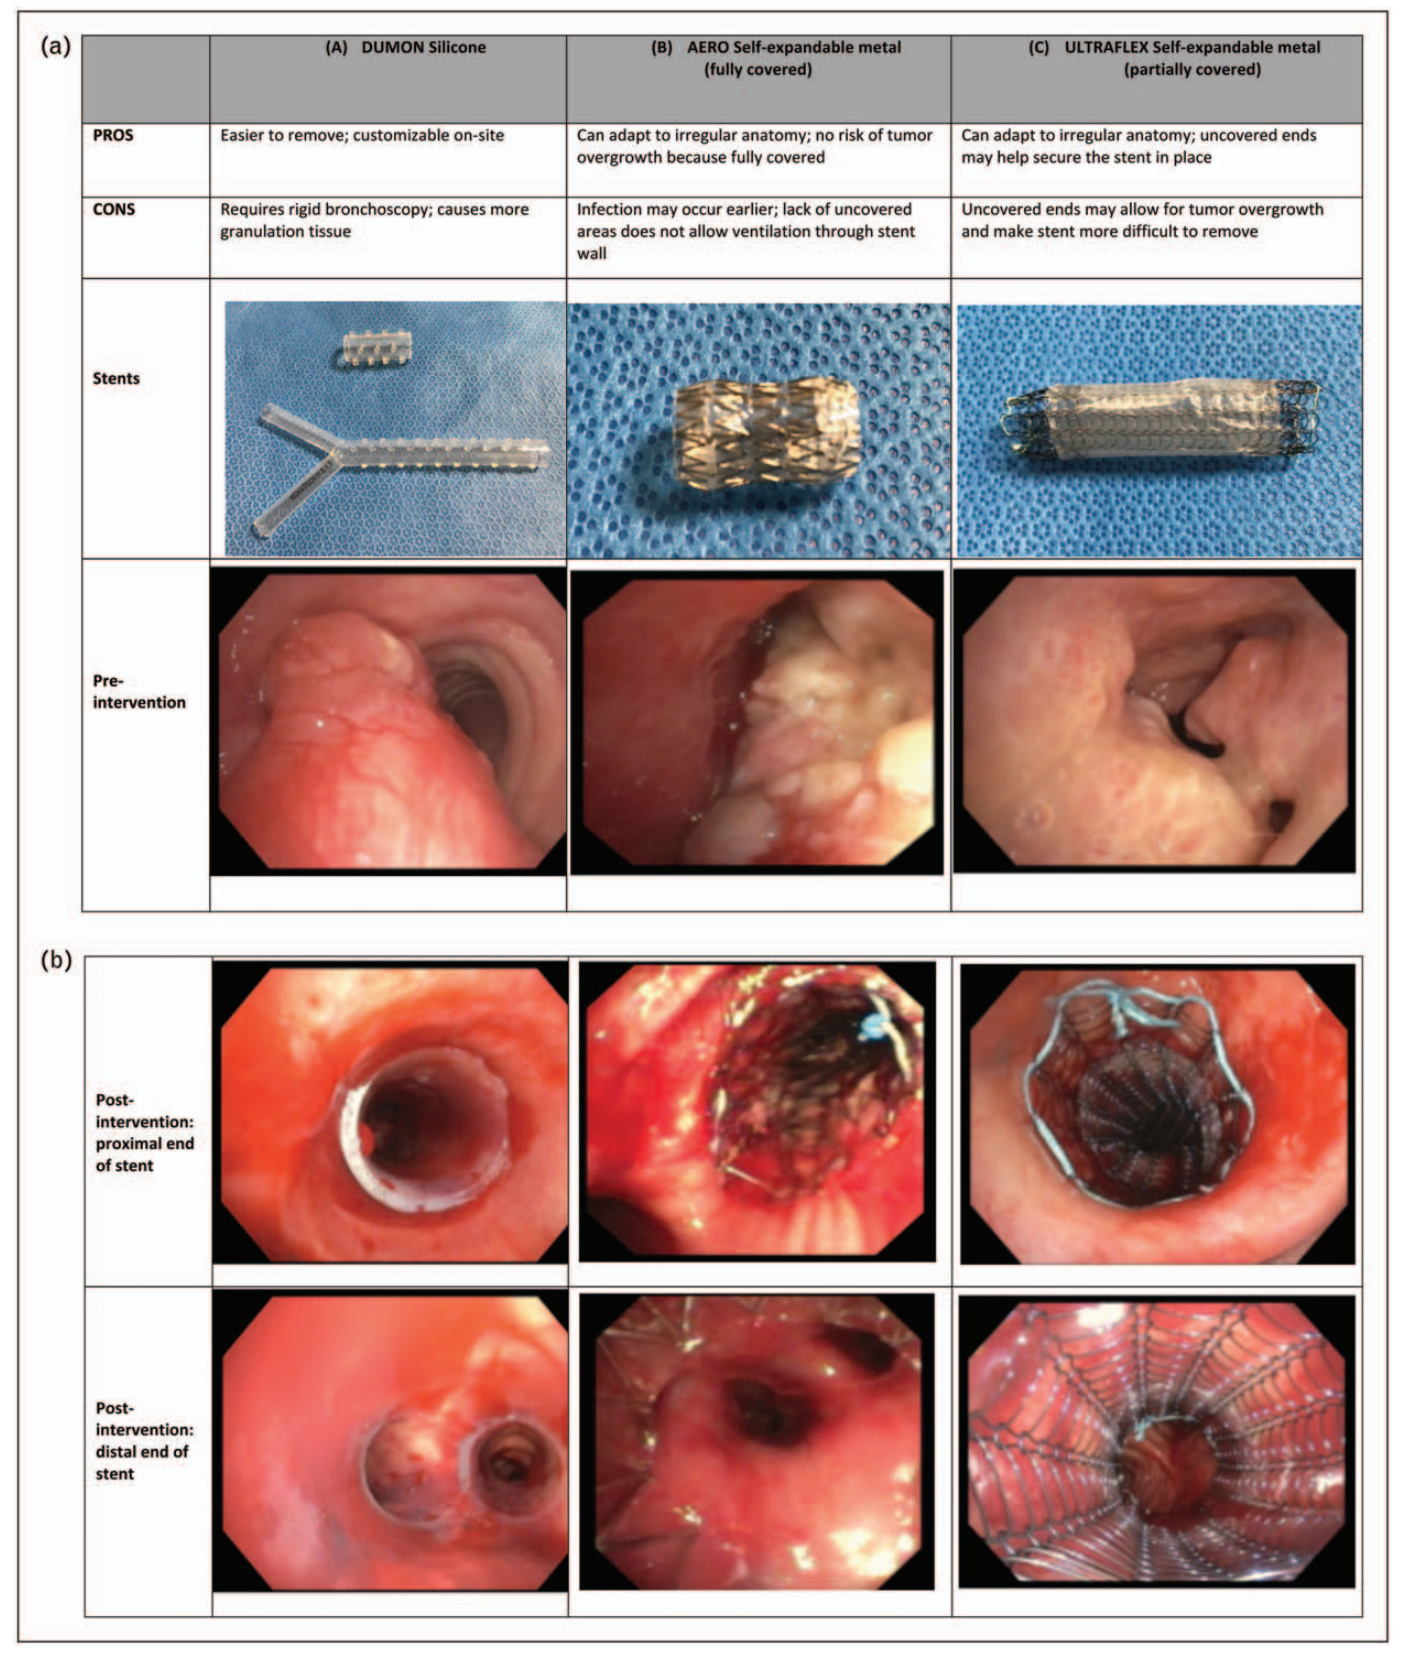 (a)
(A) DUMON Silicone
(B) AERO Self-expandable metal
(fully covered)
(C) ULTRAFLEX Self-expandable metal
(partially covered)
PROS
Easier to remove; customizable on-site
Can adapt to irregular anatomy; no risk of tumor
overgrowth because fully covered
Can adapt to irregular anatomy; uncovered ends
may help secure the stent in place
CONS
Requires rigid bronchoscopy; causes more
granulation tissue
Infection may occur earlier; lack of uncovered
areas does not allow ventilation through stent
wall
Uncovered ends may allow for tumor overgrowth
and make stent more difficult to remove
Stents
Pre-
intervention
(b)
Post-
intervention:
proximal end
of stent
Post-
intervention:
distal end of
stent